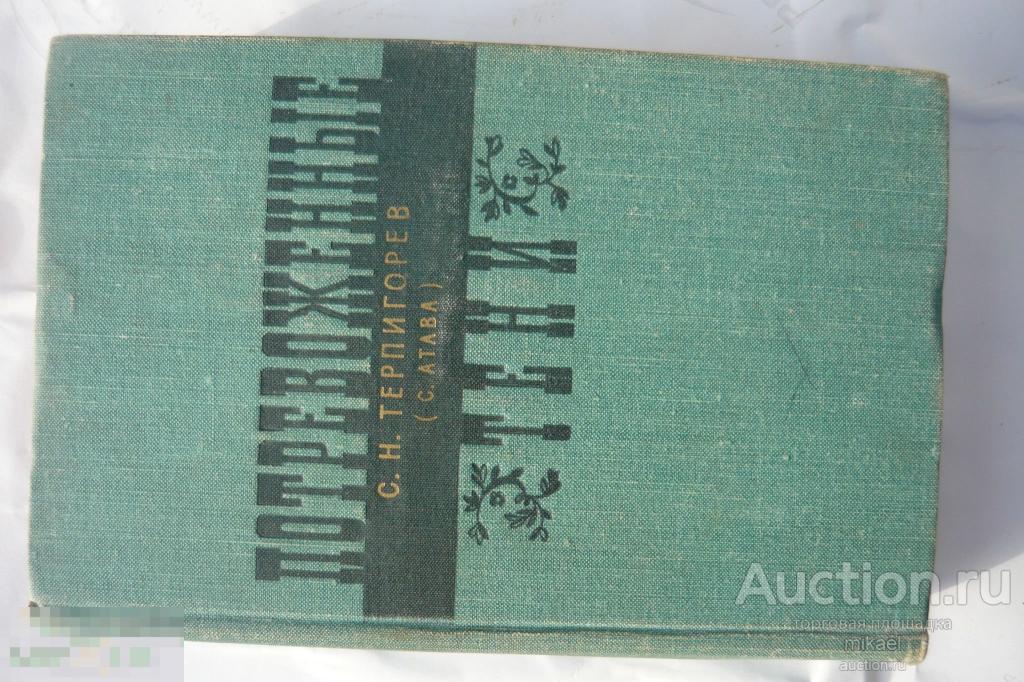 ПОТРЕВОЖЕННЫЕ
С. Н. ТЕРПИГОРЕВ
( С. АТАВА )
ТЕНИ
Auction.ru
торговая площадка
mikael
auction.ru